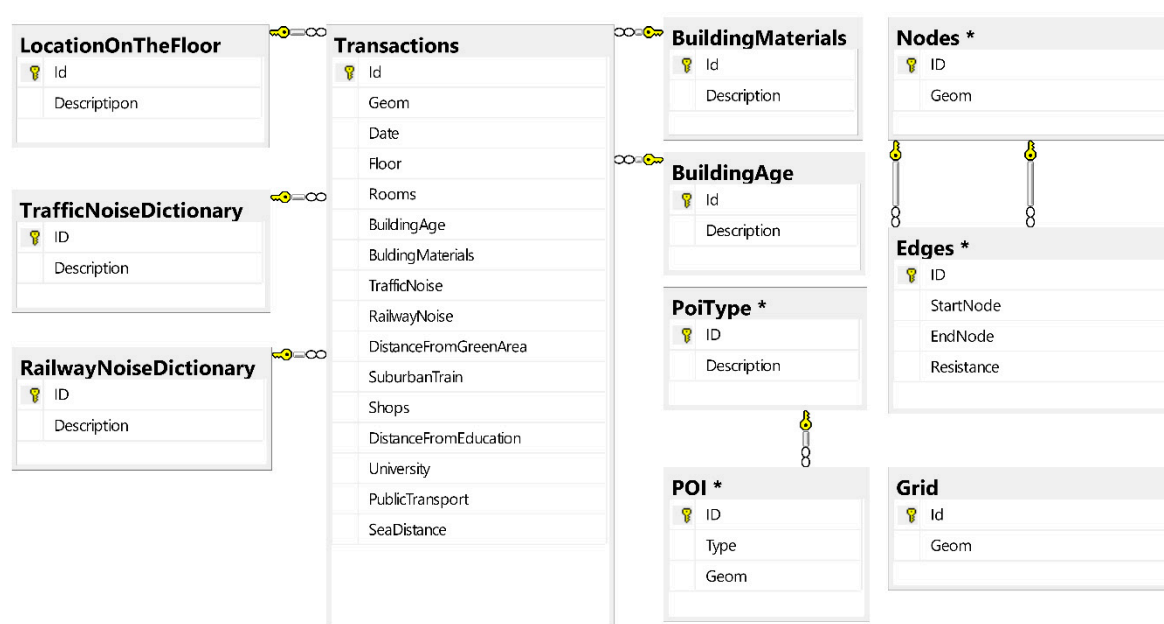 LocationOnTheFloor
Id
Descriptipon
TrafficNoiseDictionary
ID
Description
RailwayNoiseDictionary
ID
Description
Transactions
Id
Geom
Date
Floor
Rooms
BuildingAge
BuldingMaterials
TrafficNoise
RailwayNoise
DistanceFromGreenArea
SuburbanTrain
Shops
DistanceFromEducation
University
PublicTransport
SeaDistance
BuildingMaterials
Id
Description
BuildingAge
Id
Description
PoiType *
ID
Description
POI *
ID
Type
Geom
Nodes *
ID
Geom
Edges *
ID
StartNode
EndNode
Resistance
Grid
Id
Geom